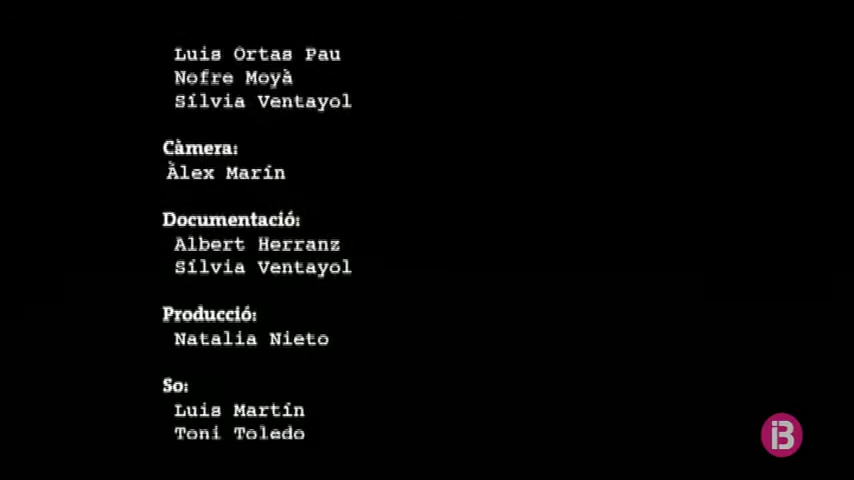 Luis Ortas Pau
Nofre Moyà
Sílvia Ventayol
Càmera:
Àlex Marín
Documentació:
Albert Herranz
Sílvia Ventayol
Producció:
Natalia Nieto
So:
Luis Martín
Toni Toledo
iB